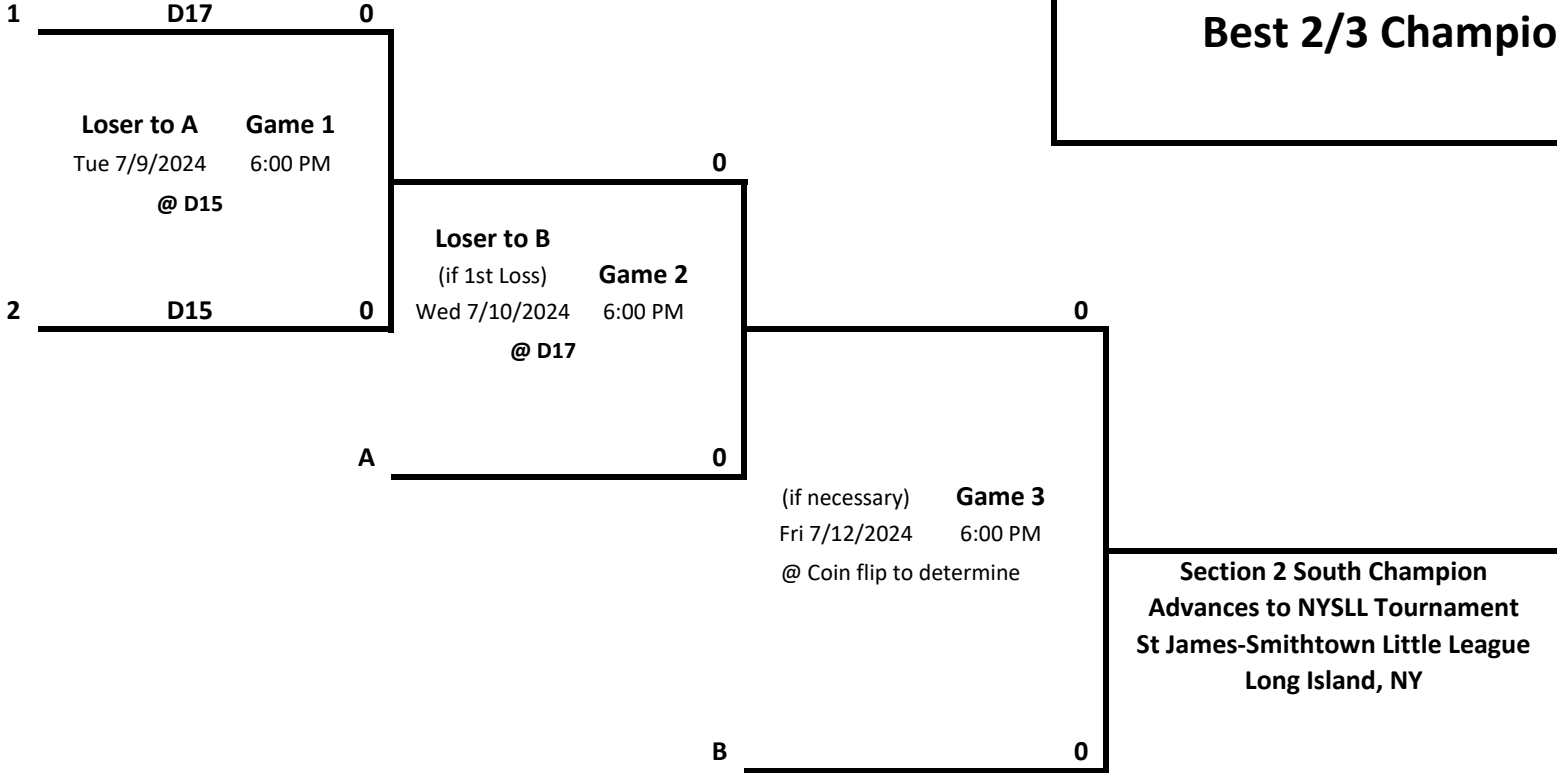 1 D17 0
Best 2/3 Champio
Loser to A Game 1
Tue 7/9/2024 6:00 PM
@ D15
0
Loser to B
(if 1st Loss) Game 2
2 D15 0
Wed 7/10/2024 6:00 PM
0
@ D17
A 0
(if necessary) Game 3
Fri 7/12/2024 6:00 PM
@ Coin flip to determine
Section 2 South Champion
Advances to NYSLL Tournament
St James-Smithtown Little League
Long Island, NY
B 0